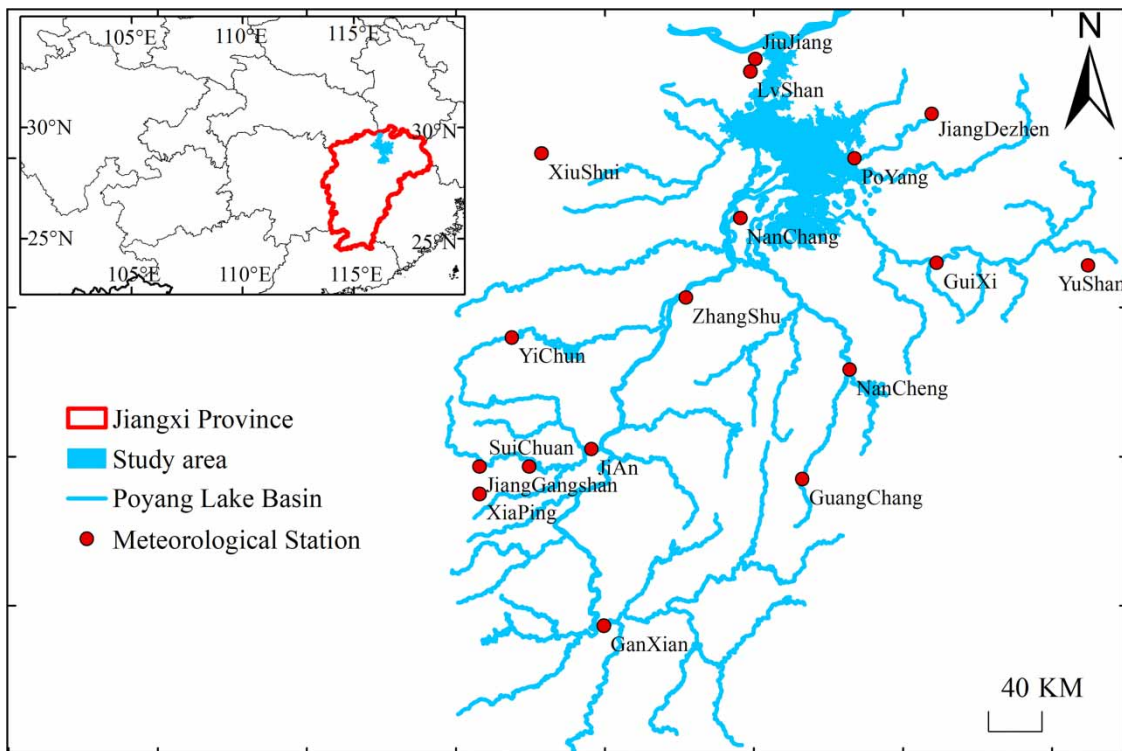 105°E 110°E 115°E
30°N 30°N
25°N 25°N
105°E 110°E 115°E
N
JiuJiang
LvShan
JiangDezhen
XiuShui
PoYang
NanChang
GuiXi
YuShan
ZhangShu
YiChun
NanCheng
SuiChuan
JiAn
JiangGangshan
XiaPing
GuangChang
GanXian
Jiangxi Province
Study area
Poyang Lake Basin
Meteorological Station
40 KM